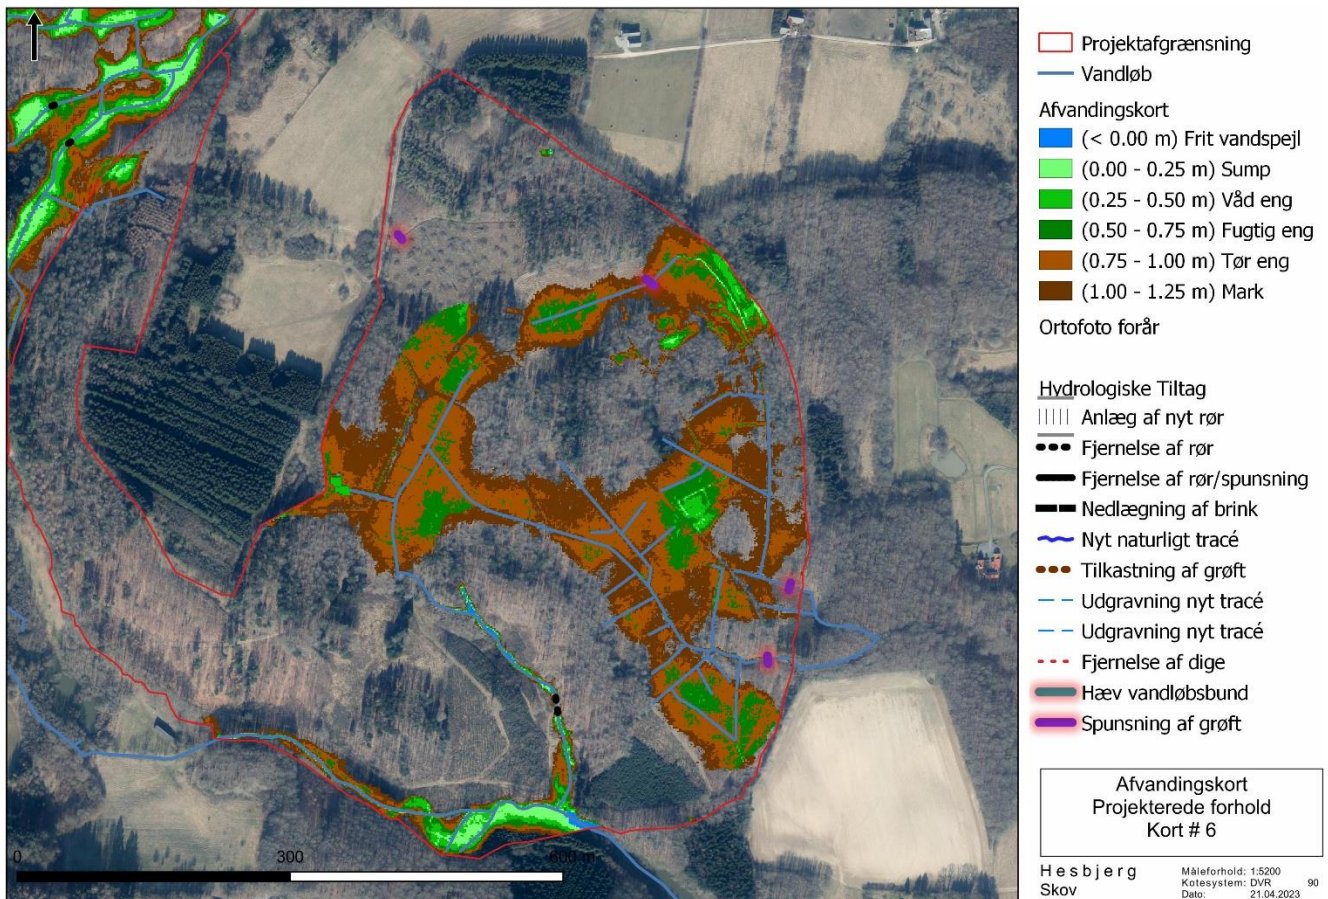 Projektafgrænsning
Vandløb
Afvandingskort
(< 0.00 m) Frit vandspejl
(0.00 - 0.25 m) Sump
(0.25 - 0.50 m) Våd eng
(0.50 - 0.75 m) Fugtig eng
(0.75 - 1.00 m) Tør eng
(1.00 - 1.25 m) Mark
Ortofoto forår
Hydrologiske Tiltag
Anlæg af nyt rør
Fjernelse af rør
Fjernelse af rør/spunsning
Nedlægning af brink
Nyt naturligt tracé
Tilkastning af grøft
Udgravning nyt tracé
Udgravning nyt tracé
Fjernelse af dige
Hæv vandløbsbund
Spunsning af grøft
Afvandingskort
Projekterede forhold
Kort # 6
Hesbjerg
Skov
Måleforhold: 1:5200
Kotesystem: DVR 90
Dato: 21.04.2023
0 300 600 m